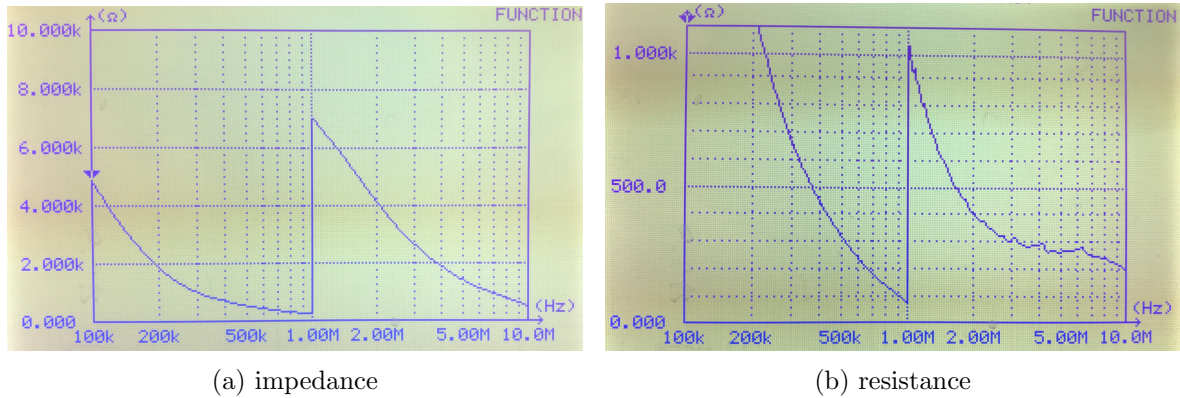 (Ω) FUNCTION
10.000k
8.000k
6.000k
4.000k
2.000k
0.000
(Hz)
100k 200k 500k 1.00M 2.00M 5.00M 10.0M
(a) impedance
(Ω) FUNCTION
1.000k
500.0
0.000
(Hz)
100k 200k 500k 1.00M 2.00M 5.00M 10.0M
(b) resistance